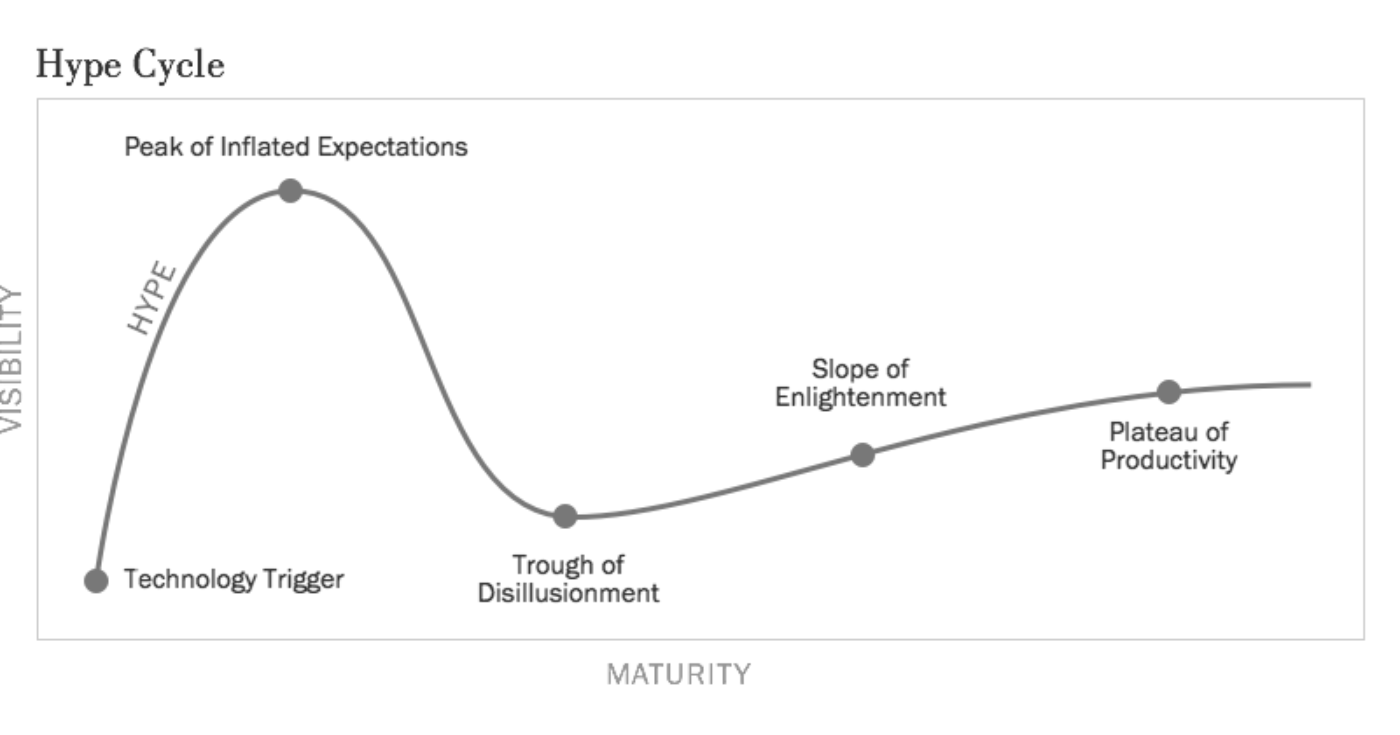 Hype Cycle
Peak of Inflated Expectations
HYPE
VISIBILITY
Slope of
Enlightenment
Plateau of
Productivity
Trough of
Disillusionment
Technology Trigger
MATURITY